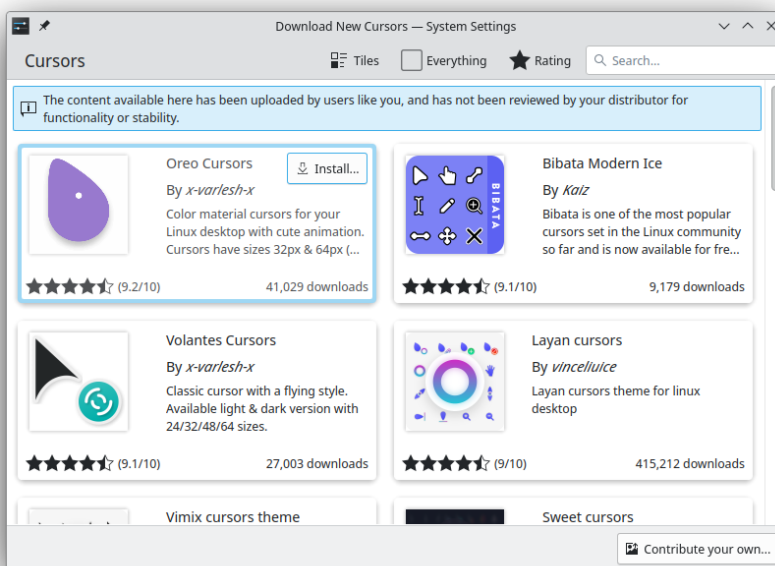 Download New Cursors — System Settings
Cursors
Tiles
Everything
Rating
Search...
The content available here has been uploaded by users like you, and has not been reviewed by your distributor for
functionality or stability.
Oreo Cursors
Install...
By x-varlesh-x
Color material cursors for your
Linux desktop with cute animation.
Cursors have sizes 32px & 64px (...
(9.2/10)
41,029 downloads
Bibata Modern Ice
By Kaiz
Bibata is one of the most popular
cursors set in the Linux community
so far and is now available for fre...
BIBATA
(9.1/10)
9,179 downloads
Volantes Cursors
By x-varlesh-x
Classic cursor with a flying style.
Available light & dark version with
24/32/48/64 sizes.
(9.1/10)
27,003 downloads
Layan cursors
By vinceliuice
Layan cursors theme for linux
desktop
(9/10)
415,212 downloads
Vimix cursors theme
Sweet cursors
Contribute your own...